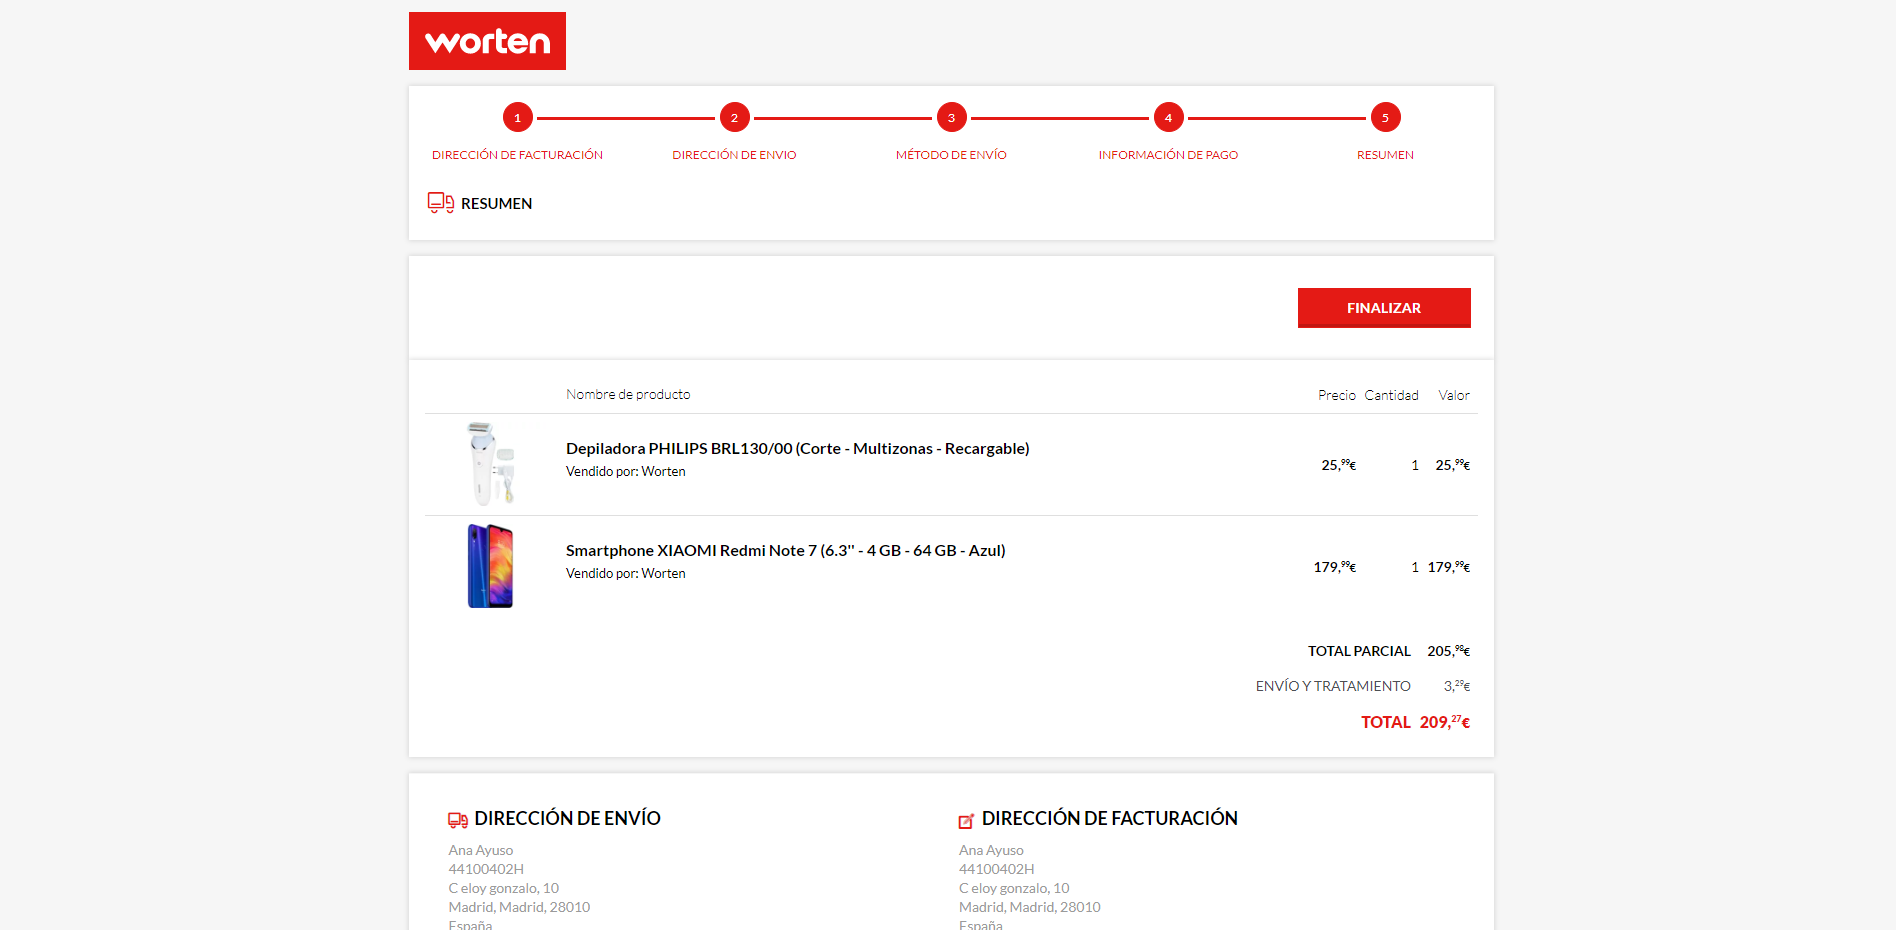 worten
1 2 3 4 5
DIRECCIÓN DE FACTURACIÓN DIRECCIÓN DE ENVIO MÉTODO DE ENVÍO INFORMACIÓN DE PAGO RESUMEN
RESUMEN
FINALIZAR
Nombre de producto Precio Cantidad Valor
Depiladora PHILIPS BRL130/00 (Corte - Multizonas - Recargable)
Vendido por: Worten
25,99€ 1 25,99€
Smartphone XIAOMI Redmi Note 7 (6.3'' - 4 GB - 64 GB - Azul)
Vendido por: Worten
179,99€ 1 179,99€
TOTAL PARCIAL 205,98€
ENVÍO Y TRATAMIENTO 3,29€
TOTAL 209,27€
DIRECCIÓN DE ENVÍO
Ana Ayuso
44100402H
C eloy gonzalo, 10
Madrid, Madrid, 28010
España
DIRECCIÓN DE FACTURACIÓN
Ana Ayuso
44100402H
C eloy gonzalo, 10
Madrid, Madrid, 28010
España